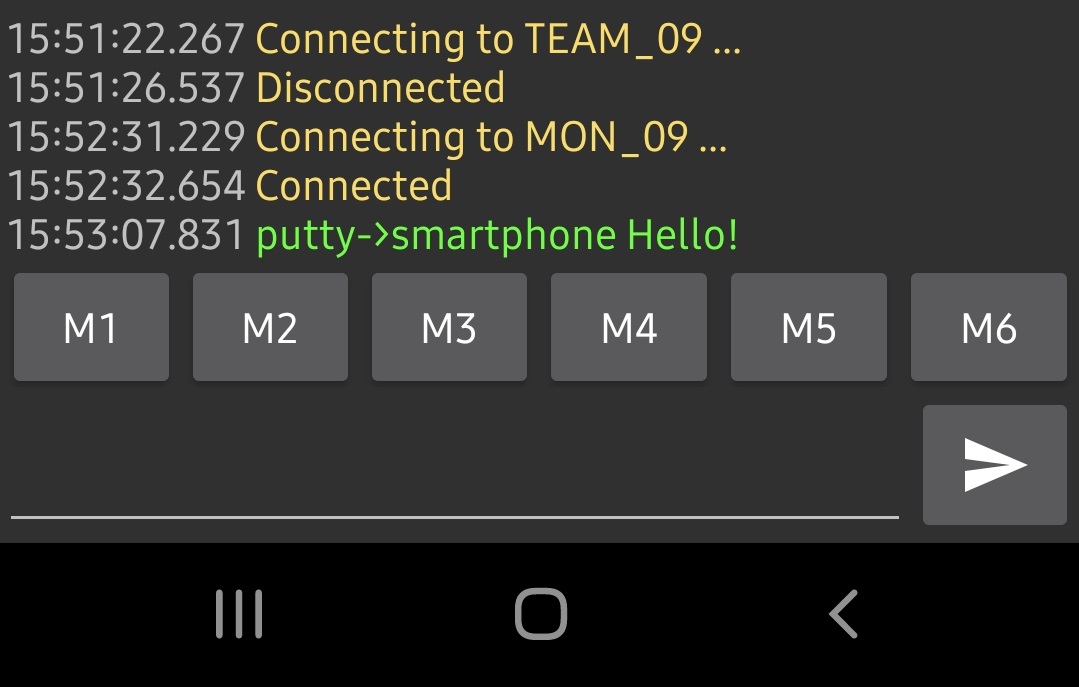 15:51:22.267 Connecting to TEAM_09 ...
15:51:26.537 Disconnected
15:52:31.229 Connecting to MON_09 ...
15:52:32.654 Connected
15:53:07.831 putty->smartphone Hello!
M1 M2 M3 M4 M5 M6